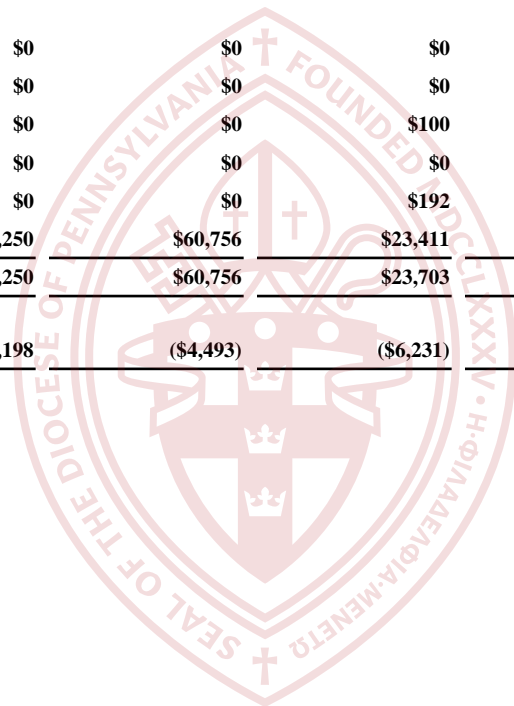 $0 $0 $0
$0 $0 $0
$0 $0 $100
$0 $0 $0
$0 $0 $192
,250 $60,756 $23,411
,250 $60,756 $23,703
,198 ($4,493) ($6,231)
SEAL OF THE DIOCESE OF PENNSYLVANIA † FOUNDED MDCCLXXXV • Η·ΦΙΛΑΔΕΛΦΙΑ·ΜΕΝΕΤΩ †